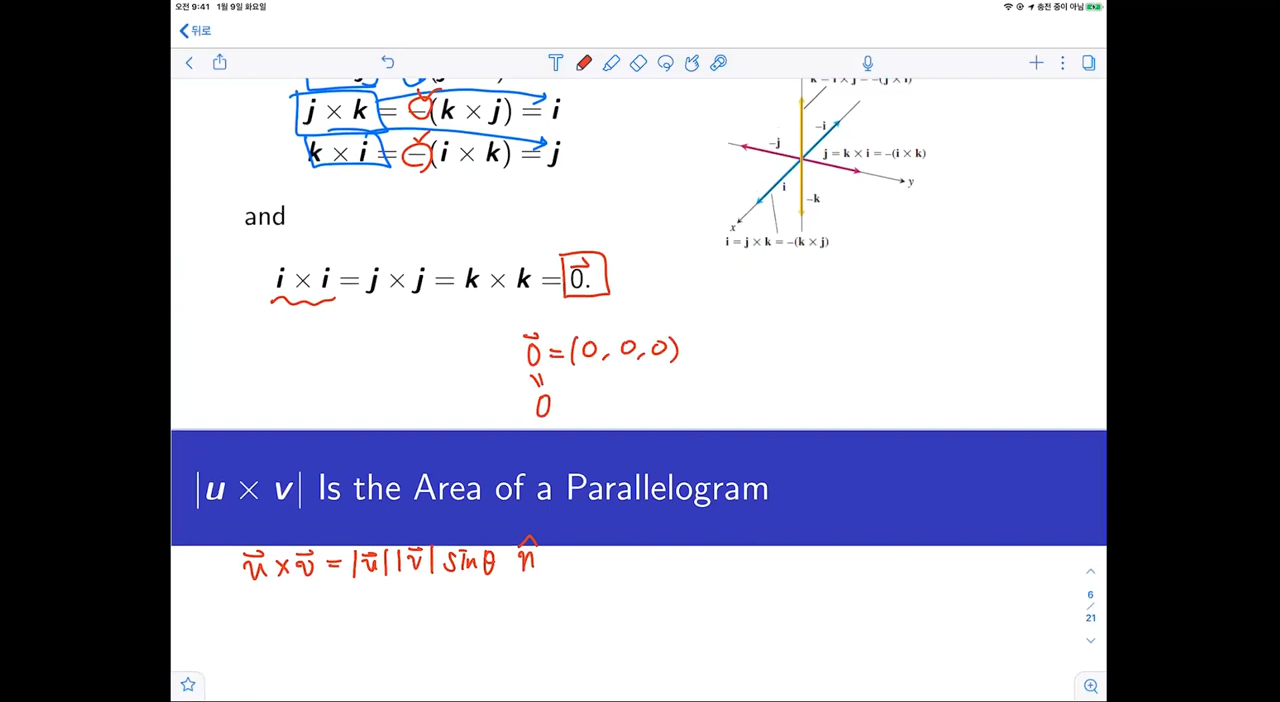 오전 9:41 1월 9일 화요일
충전 중이 아님
뒤로
j × k = −(k × j) = i
k × i = −(i × k) = j
−i
−j
j = k × i = −(i × k)
y
i
−k
x
i = j × k = −(k × j)
and
i × i = j × j = k × k = 0⃗.
0⃗ = (0, 0, 0)
"
0
|u × v| Is the Area of a Parallelogram
u⃗ × v⃗ = |u⃗||v⃗| sinθ n̂
6
/
21